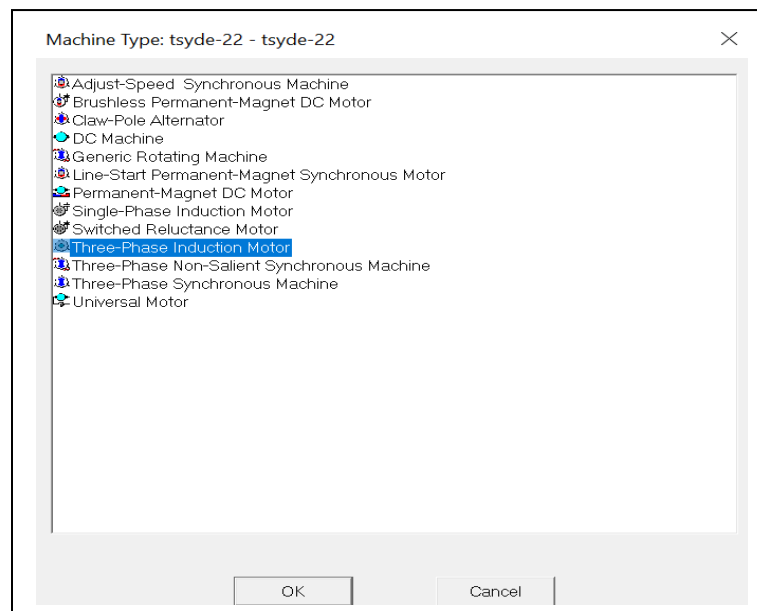 Machine Type: tsyde-22 - tsyde-22
Adjust-Speed  Synchronous Machine
Brushless Permanent-Magnet DC Motor
Claw-Pole Alternator
DC Machine
Generic Rotating Machine
Line-Start Permanent-Magnet Synchronous Motor
Permanent-Magnet DC Motor
Single-Phase Induction Motor
Switched Reluctance Motor
Three-Phase Induction Motor
Three-Phase Non-Salient Synchronous Machine
Three-Phase Synchronous Machine
Universal Motor
OK Cancel